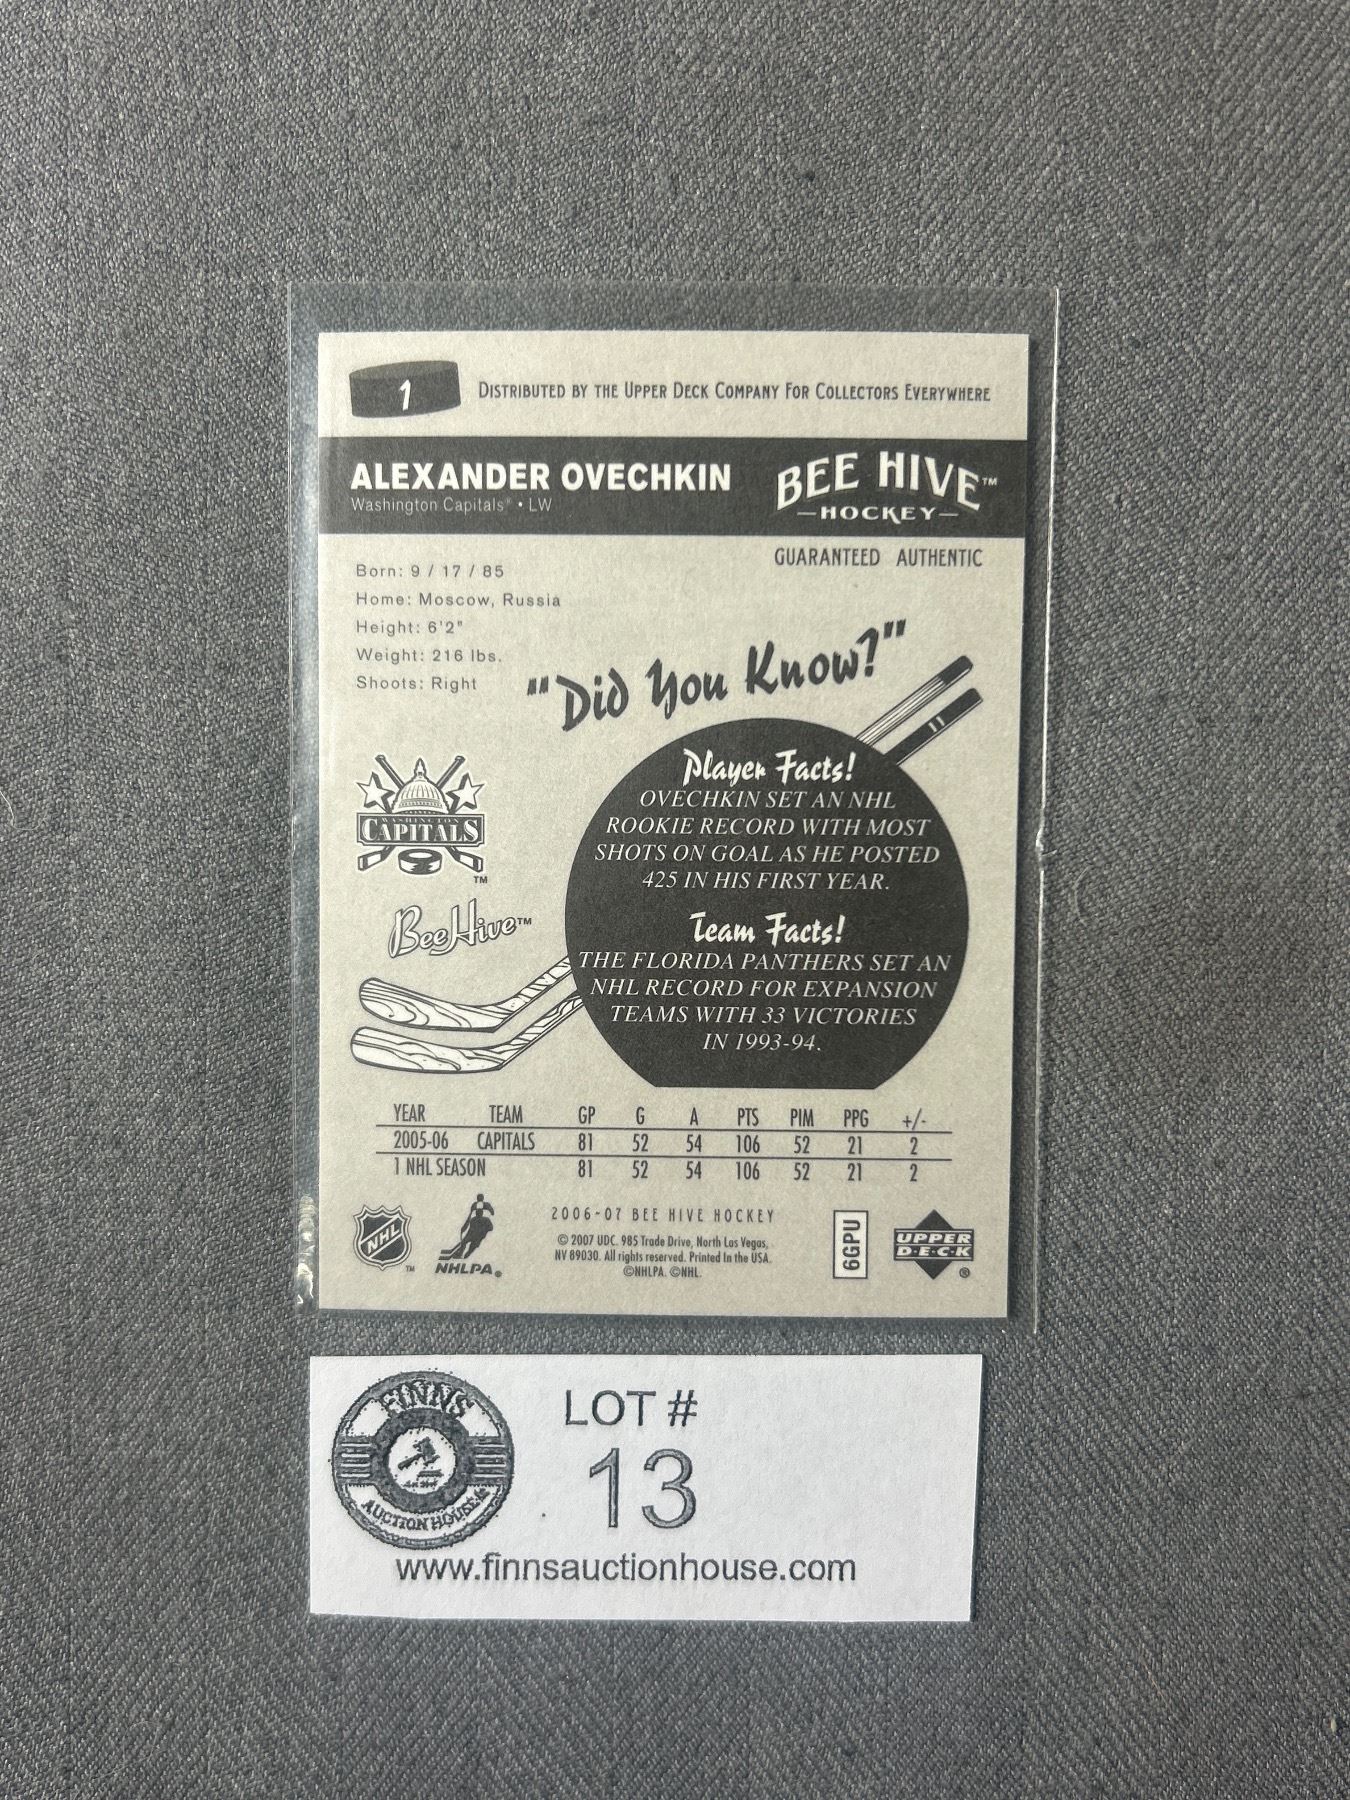 1
DISTRIBUTED BY THE UPPER DECK COMPANY FOR COLLECTORS EVERYWHERE
ALEXANDER OVECHKIN
Washington Capitals® • LW
BEE HIVE™
—HOCKEY—
GUARANTEED AUTHENTIC
Born: 9 / 17 / 85
Home: Moscow, Russia
Height: 6'2"
Weight: 216 lbs.
Shoots: Right
"Did You Know?"
Player Facts!
OVECHKIN SET AN NHL
ROOKIE RECORD WITH MOST
SHOTS ON GOAL AS HE POSTED
425 IN HIS FIRST YEAR.
Team Facts!
THE FLORIDA PANTHERS SET AN
NHL RECORD FOR EXPANSION
TEAMS WITH 33 VICTORIES
IN 1993-94.
WASHINGTON
CAPITALS
™
BeeHive™
YEAR TEAM GP G A PTS PIM PPG +/-
2005-06 CAPITALS 81 52 54 106 52 21 2
1 NHL SEASON 81 52 54 106 52 21 2
NHL ™
NHLPA®
2006-07 BEE HIVE HOCKEY
© 2007 UDC. 985 Trade Drive, North Las Vegas,
NV 89030. All rights reserved. Printed in the USA.
©NHLPA. ©NHL.
6GPU
UPPER
D·E·C·K
®
FINNS
AUCTION HOUSE
LOT #
13
www.finnsauctionhouse.com